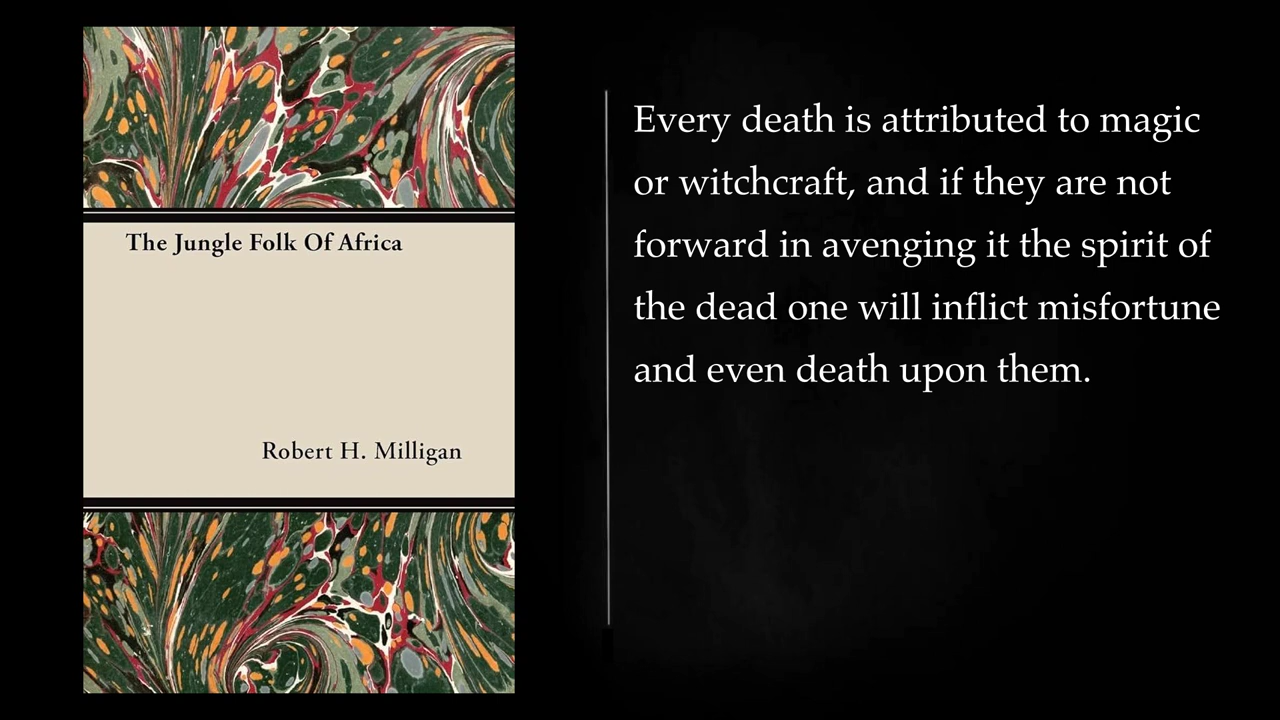 The Jungle Folk Of Africa
Robert H. Milligan
Every death is attributed to magic
or witchcraft, and if they are not
forward in avenging it the spirit of
the dead one will inflict misfortune
and even death upon them.